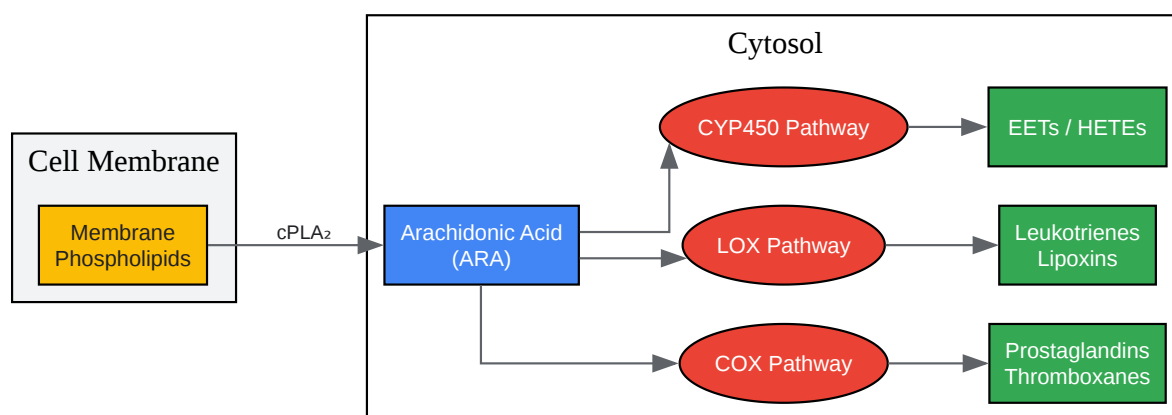 Cytosol
Cell Membrane
Membrane
Phospholipids
cPLA₂
Arachidonic Acid
(ARA)
CYP450 Pathway
EETs / HETEs
LOX Pathway
Leukotrienes
Lipoxins
COX Pathway
Prostaglandins
Thromboxanes